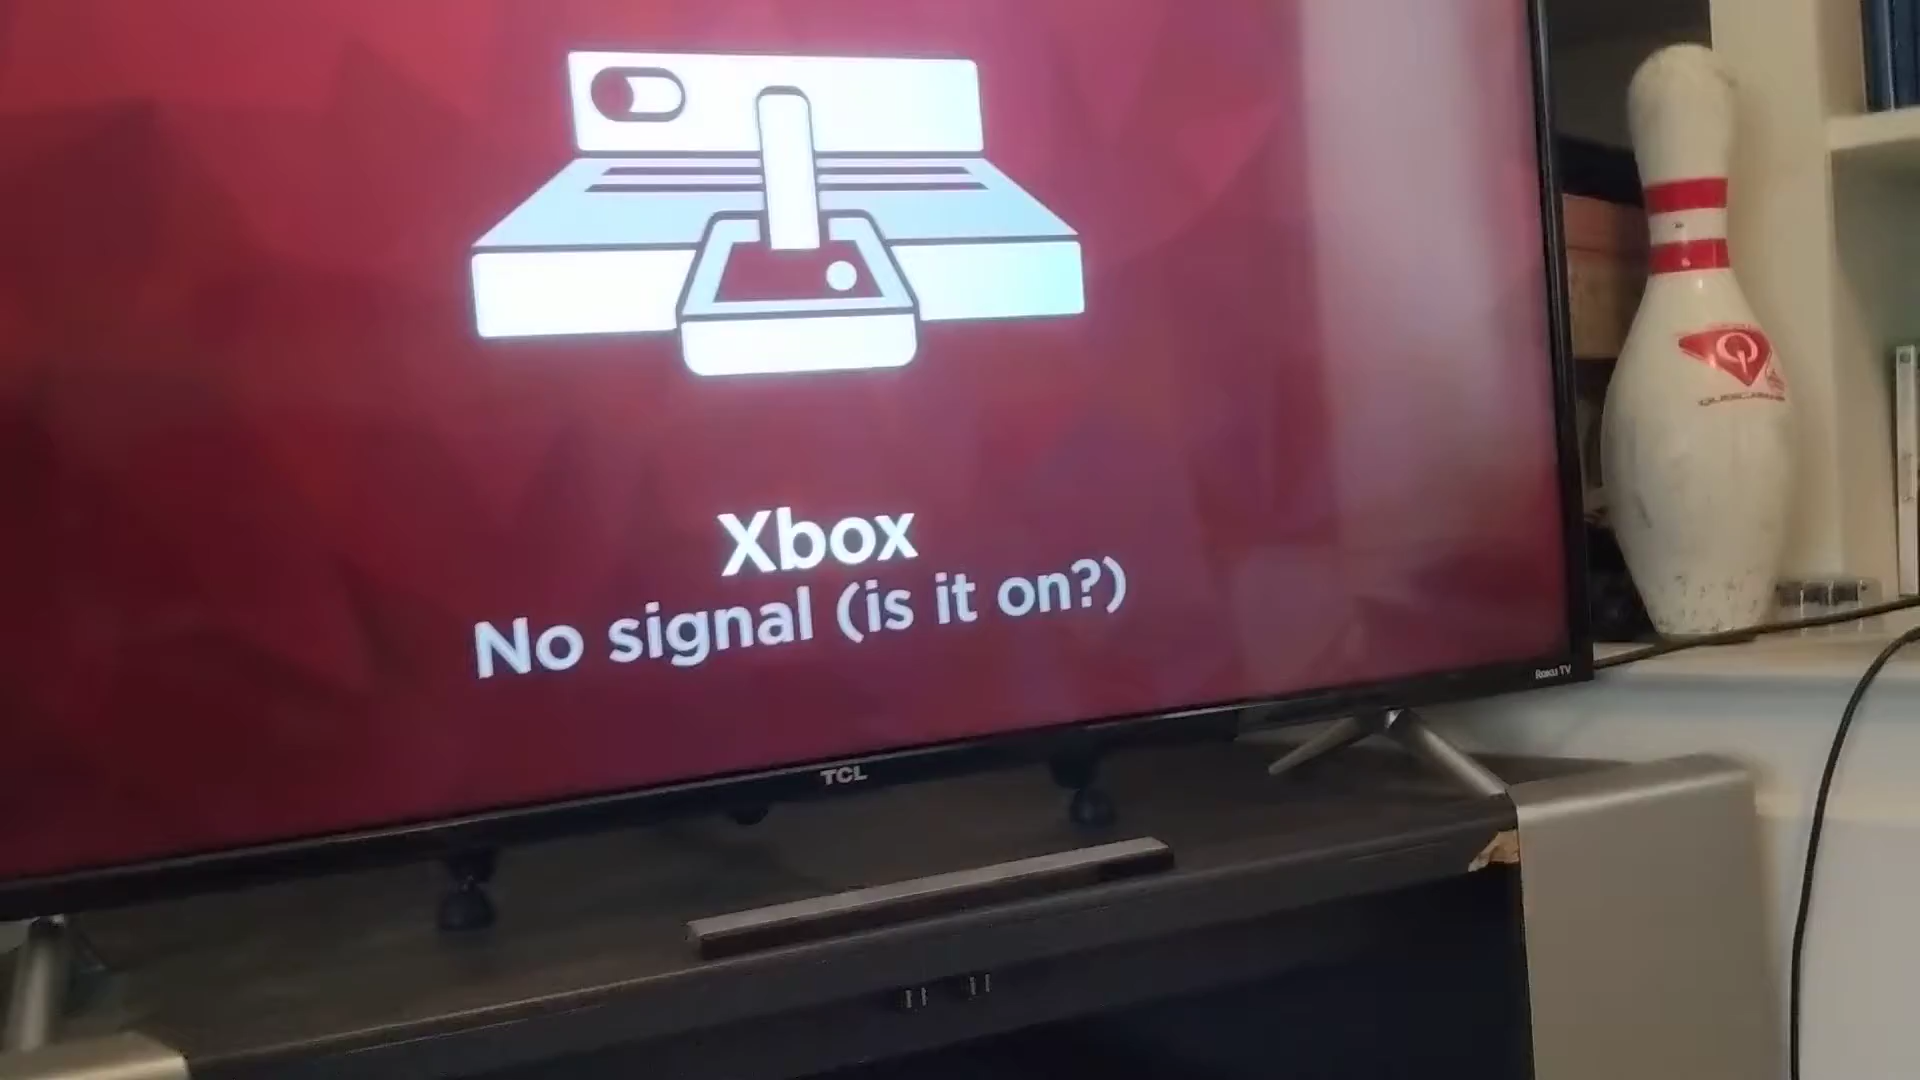 Xbox
No signal (is it on?)
Roku TV
TCL